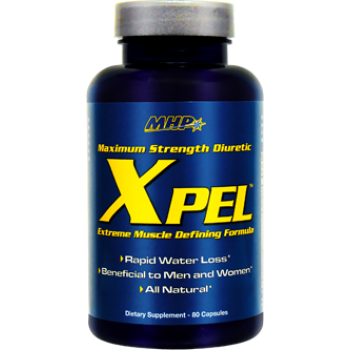 MHP
Maximum Strength Diuretic
XPEL™
Extreme Muscle Defining Formula
Rapid Water Loss*
Beneficial to Men and Women*
All Natural*
Dietary Supplement - 80 Capsules